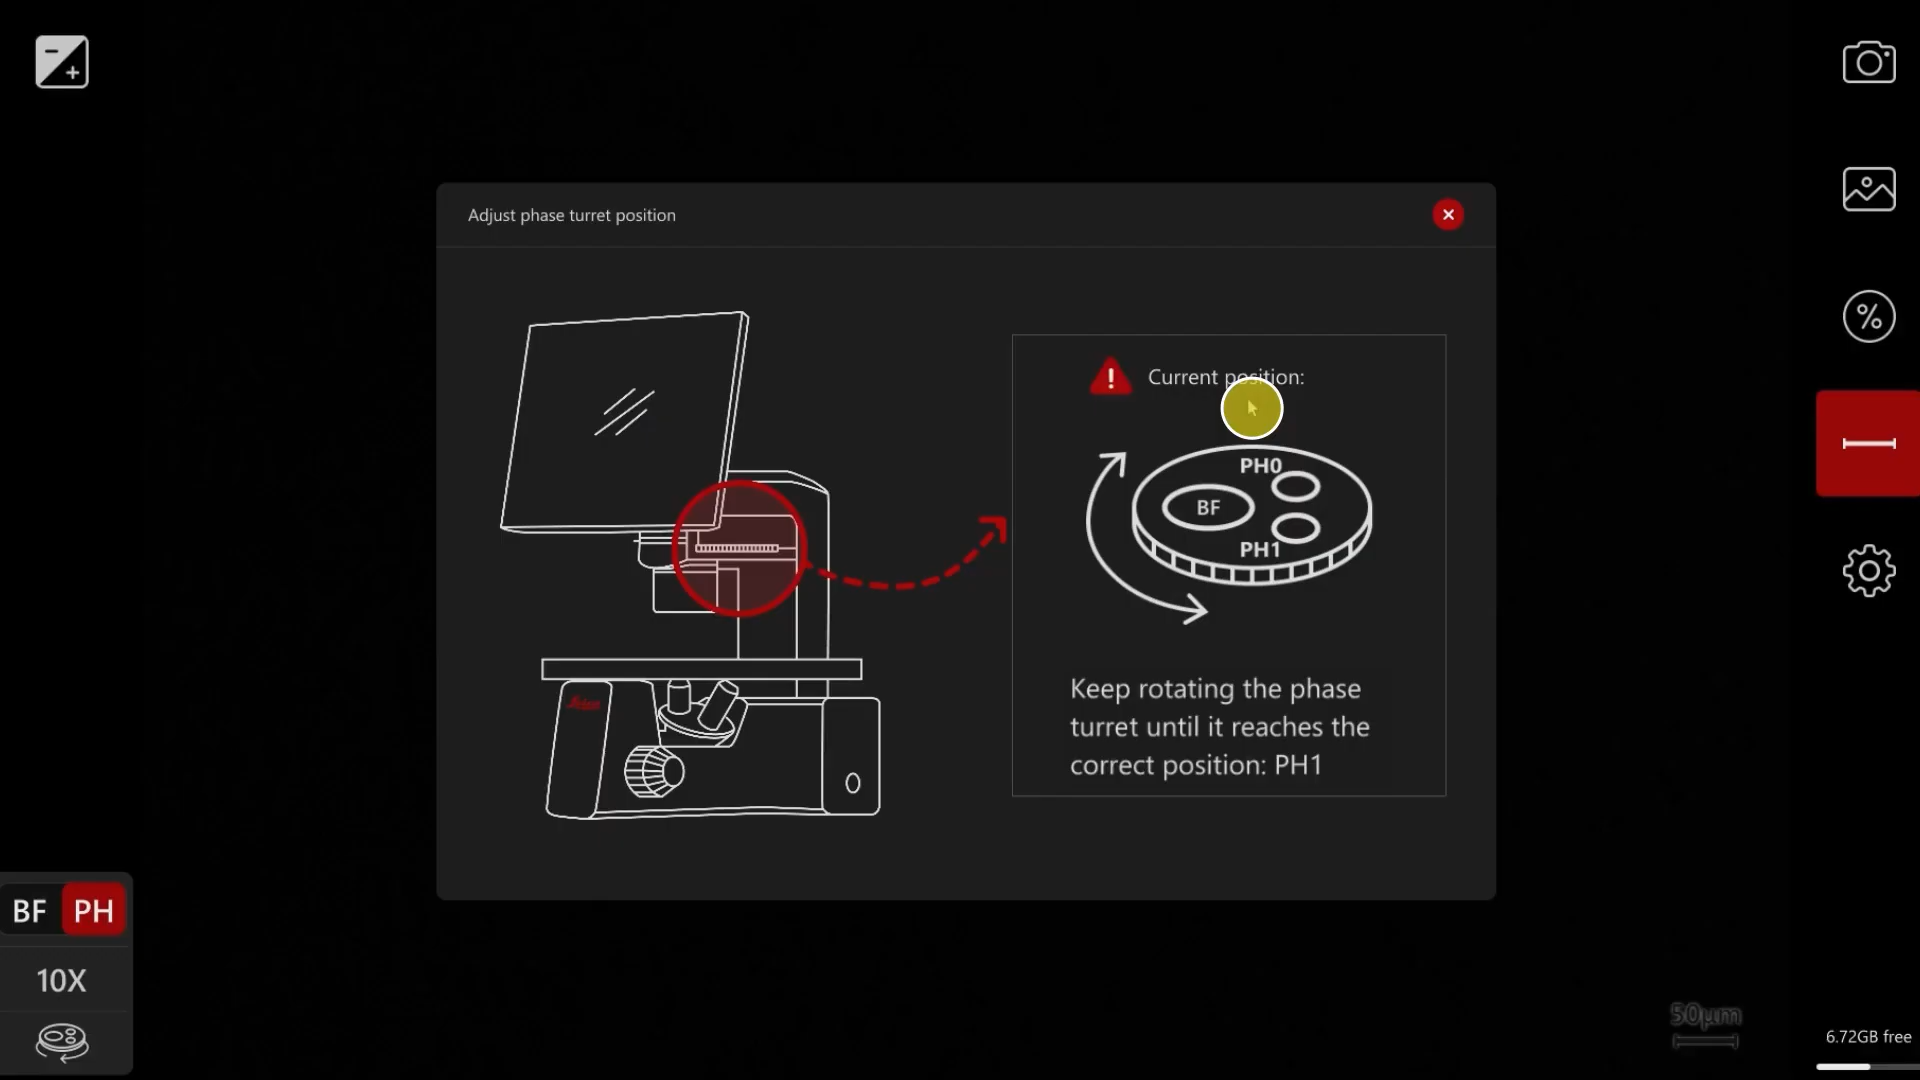 Adjust phase turret position
Current position:
PH0
BF
PH1
Keep rotating the phase
turret until it reaches the
correct position: PH1
Leica
BF PH
10X
50µm
6.72GB free